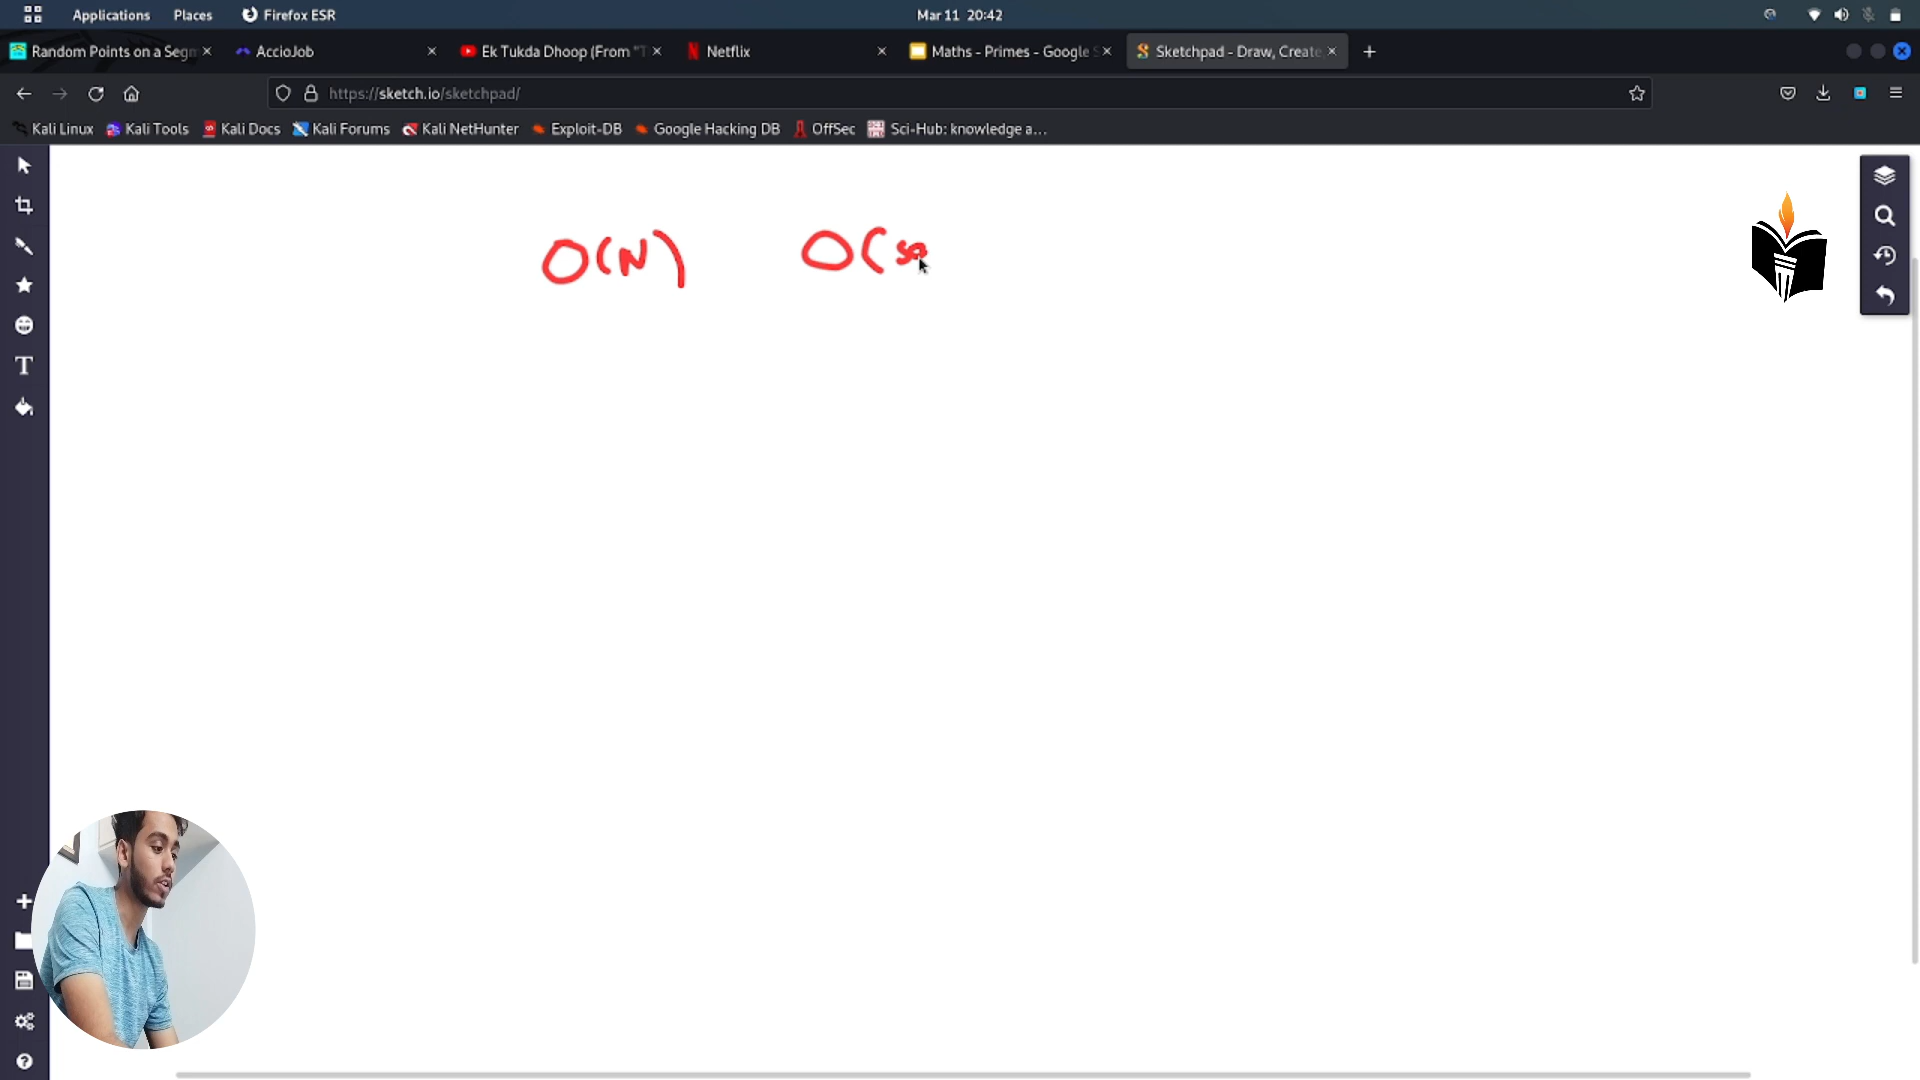 Applications Places Firefox ESR Mar 11 20:42
Random Points on a Segm AccioJob Ek Tukda Dhoop (From "T Netflix Maths - Primes - Google S Sketchpad - Draw, Create,
https://sketch.io/sketchpad/
Kali Linux Kali Tools Kali Docs Kali Forums Kali NetHunter Exploit-DB Google Hacking DB OffSec Sci-Hub: knowledge a...
O(N) O(
T